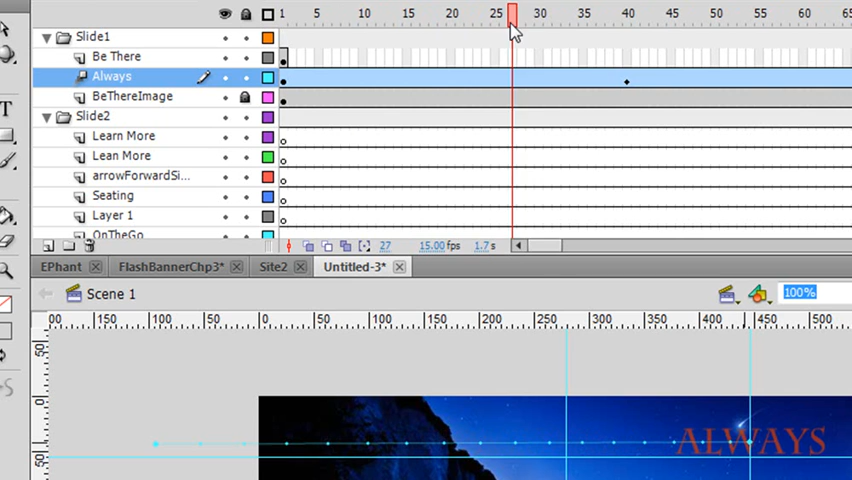 1 5 10 15 20 25 30 35 40 45 50 55 60 65
Slide1
Be There
Always
BeThereImage
Slide2
Learn More
Lean More
arrowForwardSi...
Seating
Layer 1
OnTheGo
T
27 15.00 fps 1.7 s
EPhant FlashBannerChp3* Site2 Untitled-3*
Scene 1 100%
00 150 100 50 0 50 100 150 200 250 300 350 400 450 500
50
0
ALWAYS
50